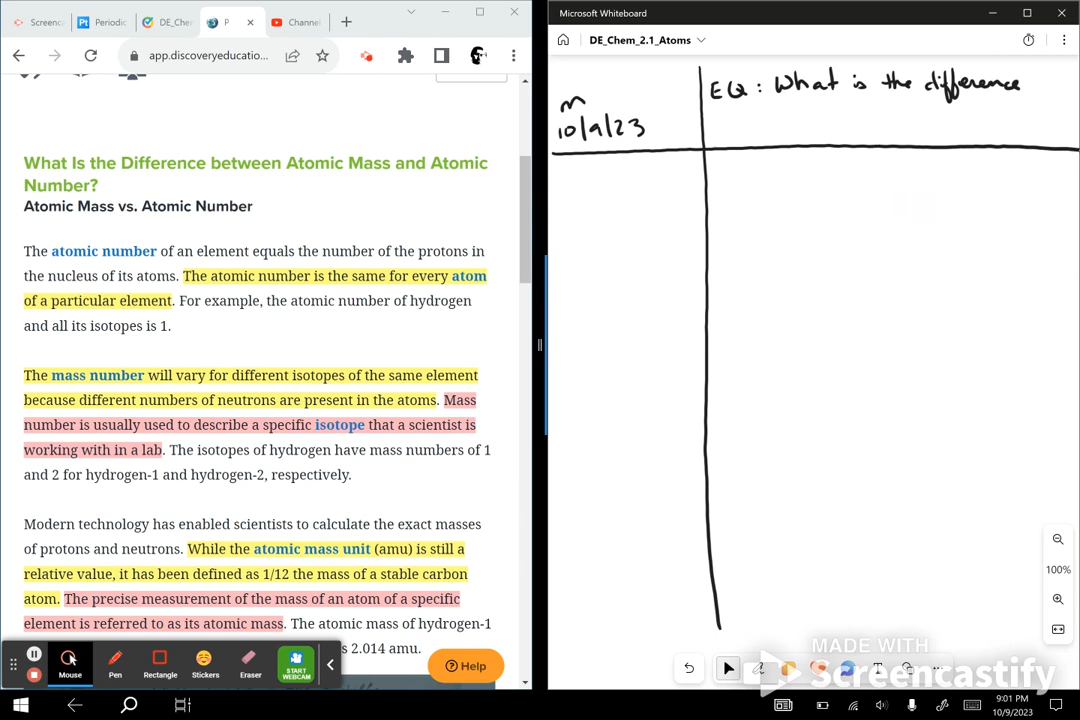 Screenca
Periodic
DE_Chem
P
Channel
app.discoveryeducatio...
What Is the Difference between Atomic Mass and Atomic
Number?
Atomic Mass vs. Atomic Number
The atomic number of an element equals the number of the protons in
the nucleus of its atoms. The atomic number is the same for every atom
of a particular element. For example, the atomic number of hydrogen
and all its isotopes is 1.
The mass number will vary for different isotopes of the same element
because different numbers of neutrons are present in the atoms. Mass
number is usually used to describe a specific isotope that a scientist is
working with in a lab. The isotopes of hydrogen have mass numbers of 1
and 2 for hydrogen-1 and hydrogen-2, respectively.
Modern technology has enabled scientists to calculate the exact masses
of protons and neutrons. While the atomic mass unit (amu) is still a
relative value, it has been defined as 1/12 the mass of a stable carbon
atom. The precise measurement of the mass of an atom of a specific
element is referred to as its atomic mass. The atomic mass of hydrogen-1
s 2.014 amu.
Mouse
Pen
Rectangle
Stickers
Eraser
START
WEBCAM
Help
Microsoft Whiteboard
DE_Chem_2.1_Atoms
EQ: What is the difference
m
10/9/23
100%
MADE WITH
Screencastify
9:01 PM
10/9/2023